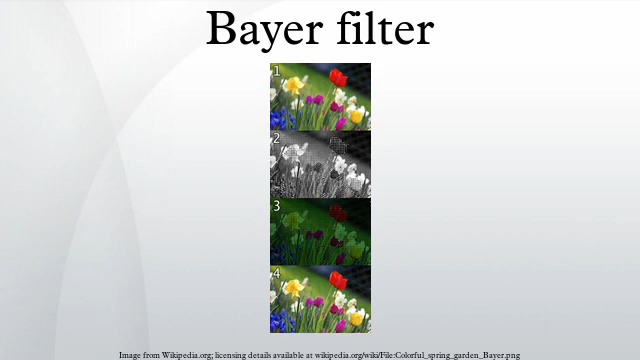 Bayer filter
1
2
3
4
Image from Wikipedia.org; licensing details available at wikipedia.org/wiki/File:Colorful_spring_garden_Bayer.png